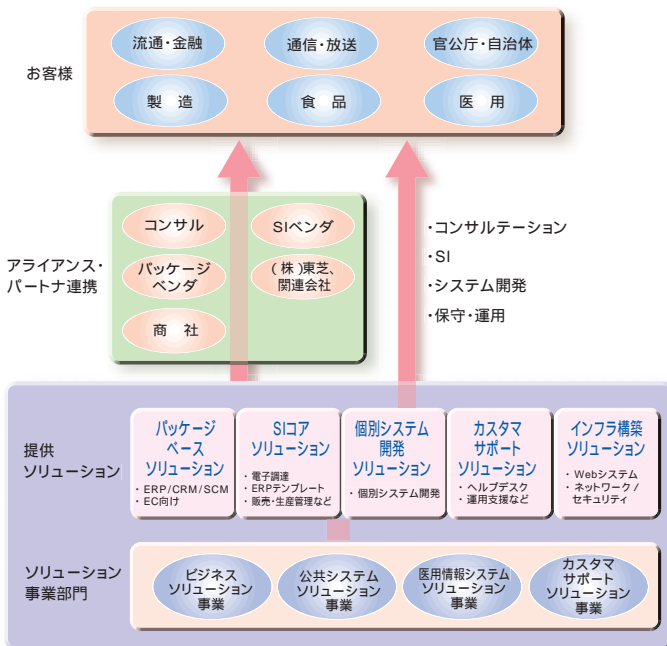 お客様
流通・金融
通信・放送
官公庁・自治体
製 造
食 品
医 用
アライアンス・
パートナ連携
コンサル
SIベンダ
パッケージ
ベンダ
(株)東芝、
関連会社
商 社
・コンサルテーション
・SI
・システム開発
・保守・運用
提供
ソリューション
パッケージ
ベース
ソリューション
・ERP/CRM/SCM
・EC向け
SIコア
ソリューション
・電子調達
・ERPテンプレート
・販売・生産管理など
個別システム
開発
ソリューション
・個別システム開発
カスタマ
サポート
ソリューション
・ヘルプデスク
・運用支援など
インフラ構築
ソリューション
・Webシステム
・ネットワーク/
セキュリティ
ソリューション
事業部門
ビジネス
ソリューション
事業
公共システム
ソリューション
事業
医用情報システム
ソリューション
事業
カスタマ
サポート
ソリューション
事業